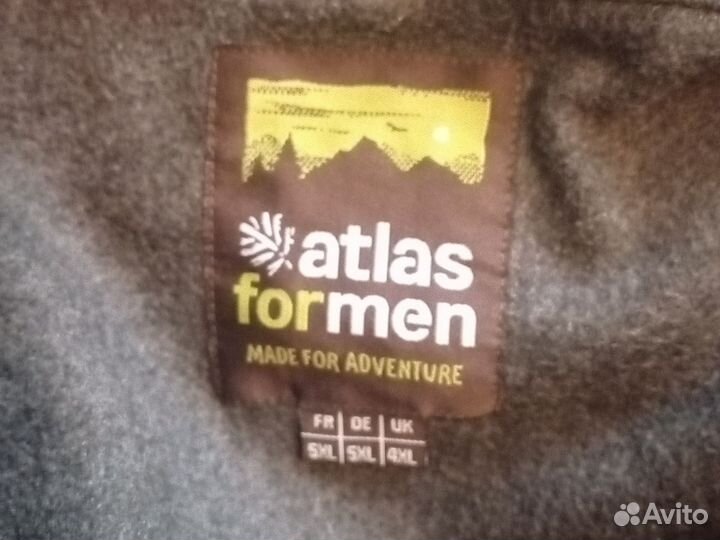 atlas
formen
MADE FOR ADVENTURE
FR DE UK
5XL 5XL 4XL
Avito